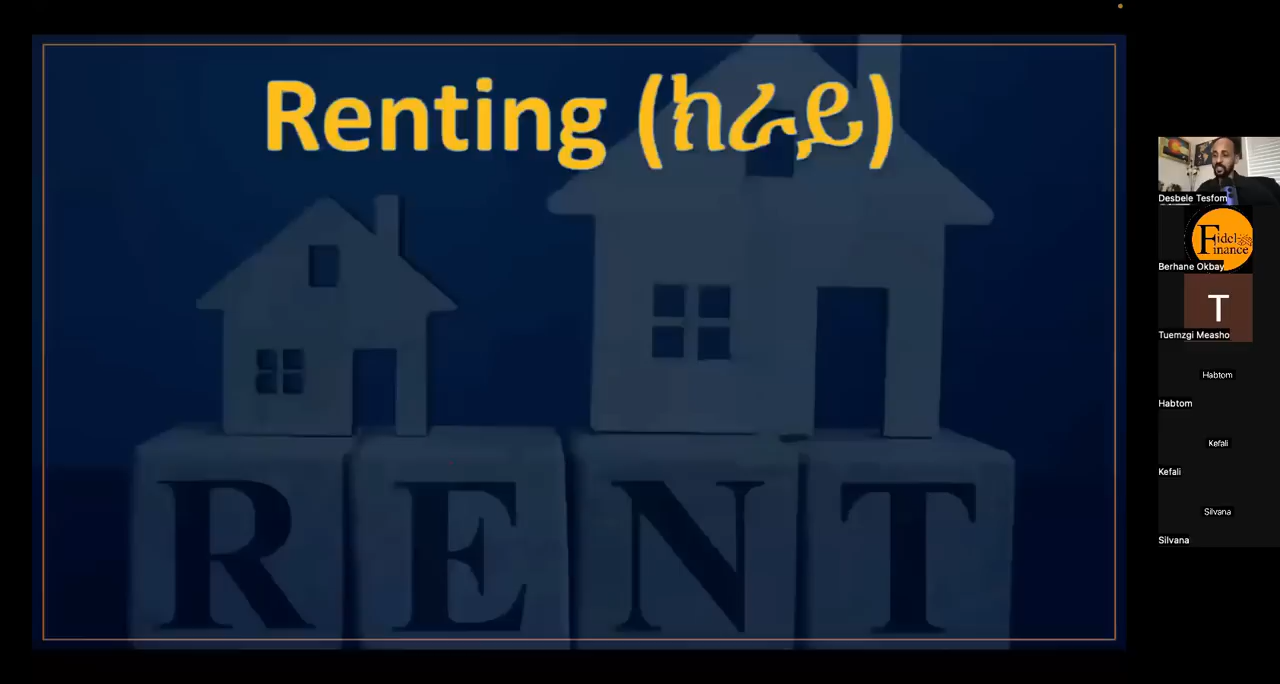 Renting (ክራይ)
RENT
Desbele Tesfom
Fidel
Finance
Berhane Okbay
T
Tuemzgi Measho
Habtom
Habtom
Kefali
Kefali
Silvana
Silvana